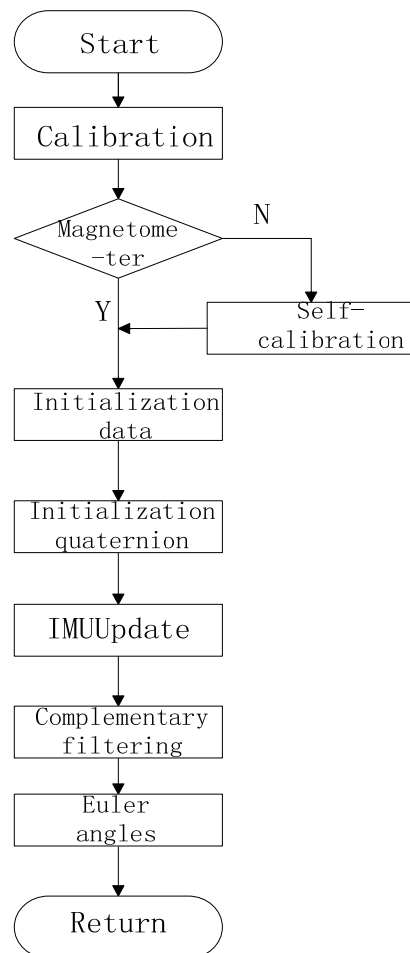 Start
Calibration
Magnetome
-ter
N
Y
Self-
calibration
Initialization
data
Initialization
quaternion
IMUUpdate
Complementary
filtering
Euler
angles
Return